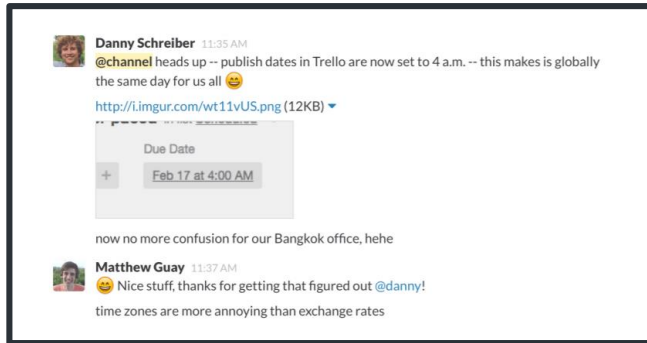 Danny Schreiber 11:35 AM
@channel heads up -- publish dates in Trello are now set to 4 a.m. -- this makes is globally
the same day for us all
http://i.imgur.com/wt11vUS.png (12KB)
Due Date
+ Feb 17 at 4:00 AM
now no more confusion for our Bangkok office, hehe
Matthew Guay 11:37 AM
Nice stuff, thanks for getting that figured out @danny!
time zones are more annoying than exchange rates